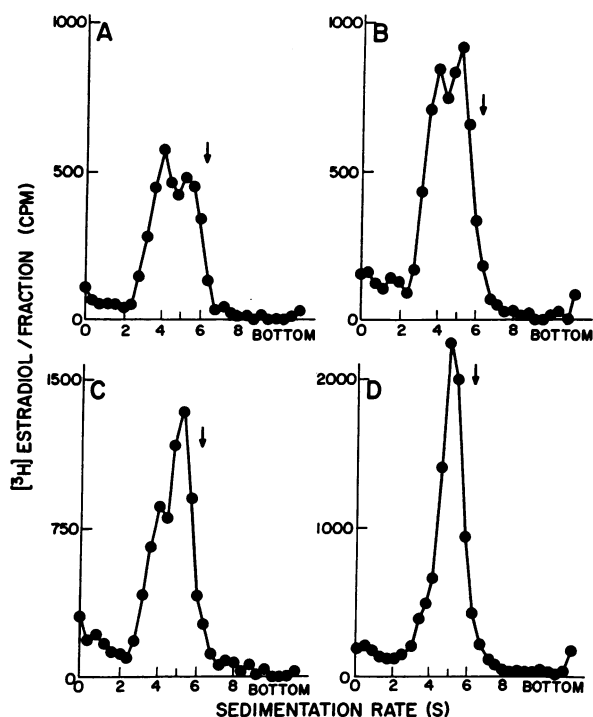 A
1000
500
0
0 2 4 6 BOTTOM
B
1000
500
0
0 2 4 6 8 BOTTOM
[³H] ESTRADIOL / FRACTION (CPM)
C
1500
750
0
0 2 4 6 8 BOTTOM
D
2000
1000
0
0 2 4 6 8 BOTTOM
SEDIMENTATION RATE (S)